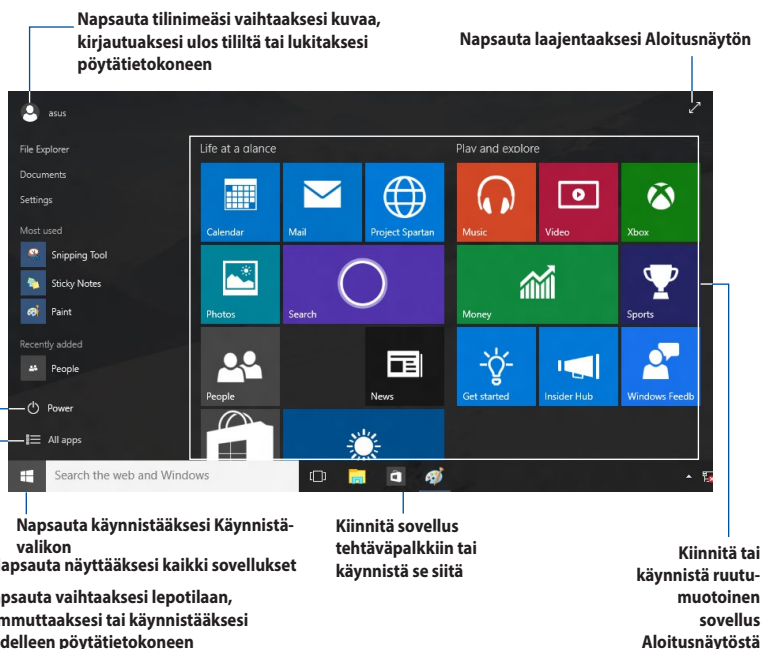 Napsauta tilinimeäsi vaihtaaksesi kuvaa,
kirjautuaksesi ulos tililtä tai lukitaksesi
pöytätietokoneen
Napsauta laajentaaksesi Aloitusnäytön
asus
File Explorer
Documents
Settings
Most used
Snipping Tool
Sticky Notes
Paint
Recently added
People
Power
All apps
Life at a glance
Play and explore
Calendar
Mail
Project Spartan
Music
Video
Xbox
Photos
Search
Money
Sports
People
News
Get started
Insider Hub
Windows Feedb
Search the web and Windows
Napsauta käynnistääksesi Käynnistä-
valikon
apsauta näyttääksesi kaikki sovellukset
psauta vaihtaaksesi lepotilaan,
mmuttaaksesi tai käynnistääksesi
delleen pöytätietokoneen
Kiinnitä sovellus
tehtäväpalkkiin tai
käynnistä se siitä
Kiinnitä tai
käynnistä ruutu-
muotoinen
sovellus
Aloitusnäytöstä